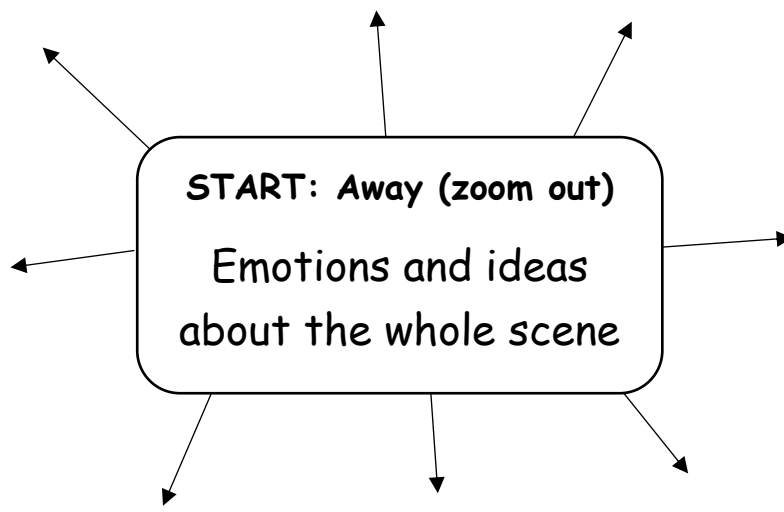 START: Away (zoom out)
Emotions and ideas
about the whole scene